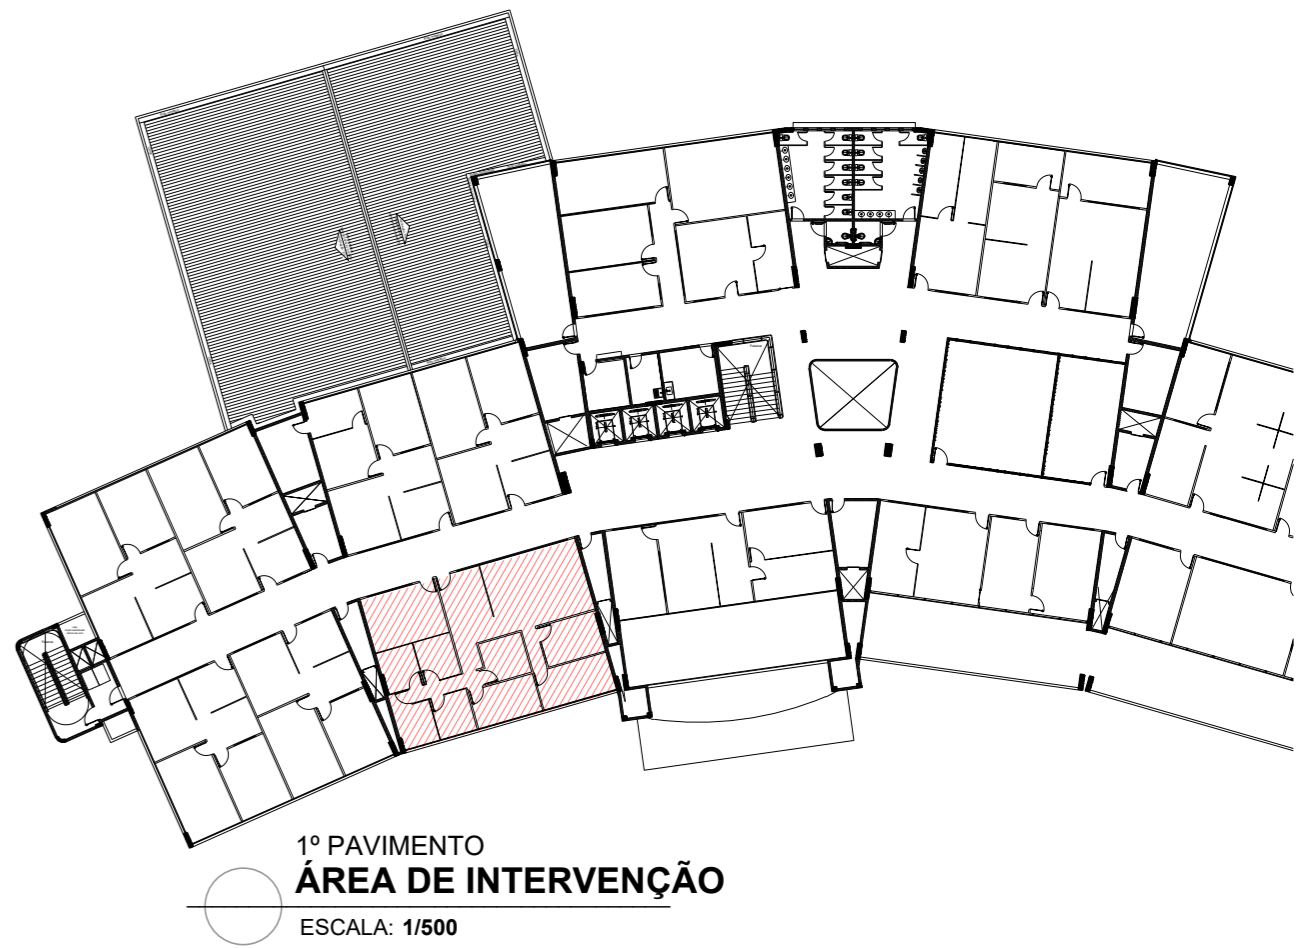 1º PAVIMENTO
ÁREA DE INTERVENÇÃO
ESCALA: 1/500